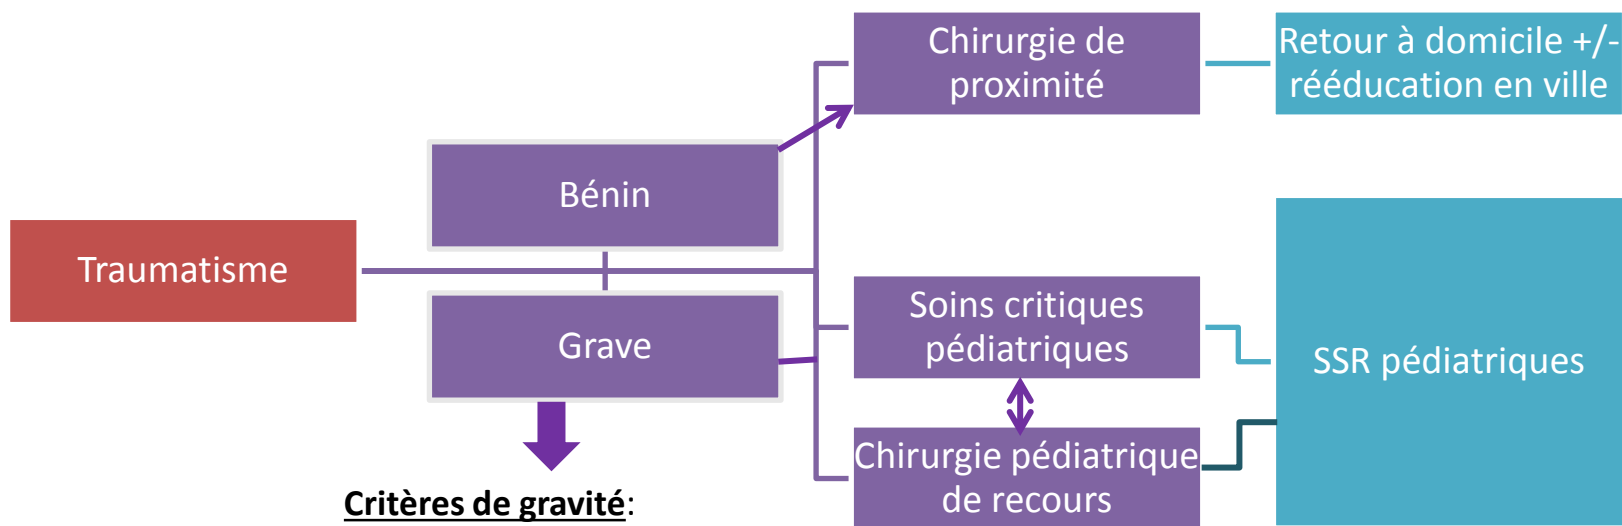 Traumatisme
Bénin
Grave
Critères de gravité:
Chirurgie de
proximité
Soins critiques
pédiatriques
Chirurgie pédiatrique
de recours
Retour à domicile +/-
rééducation en ville
SSR pédiatriques